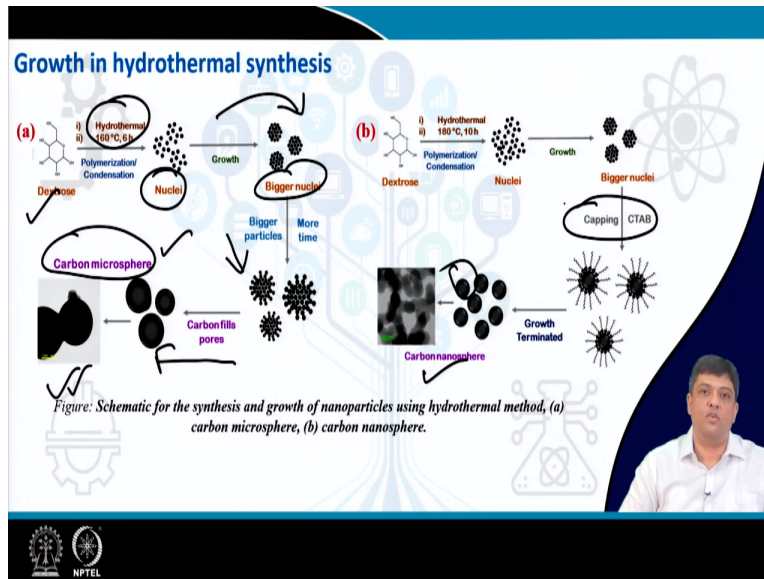 Growth in hydrothermal synthesis
(a)
i) Hydrothermal
ii) 160°C, 6h
Polymerization/
Condensation
Dextrose
Nuclei
Growth
Bigger nuclei
Bigger particles
More time
Carbon fills
pores
Carbon microsphere
(b)
i) Hydrothermal
ii) 180°C, 10h
Polymerization/
Condensation
Dextrose
Nuclei
Growth
Bigger nuclei
Capping CTAB
Growth
Terminated
Carbon nanosphere
Figure: Schematic for the synthesis and growth of nanoparticles using hydrothermal method, (a)
carbon microsphere, (b) carbon nanosphere.
NPTEL